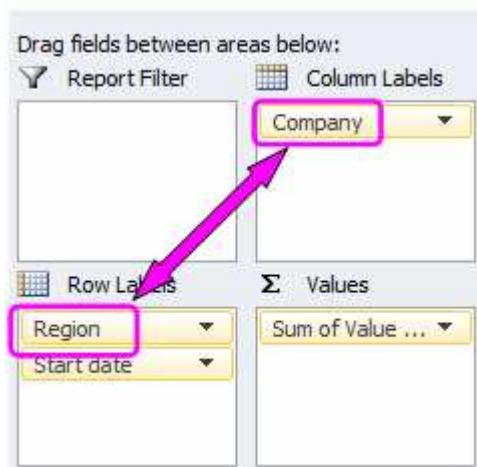 Drag fields between areas below:
Report Filter
Column Labels
Company
Row Labels
Σ Values
Region
Start date
Sum of Value ...